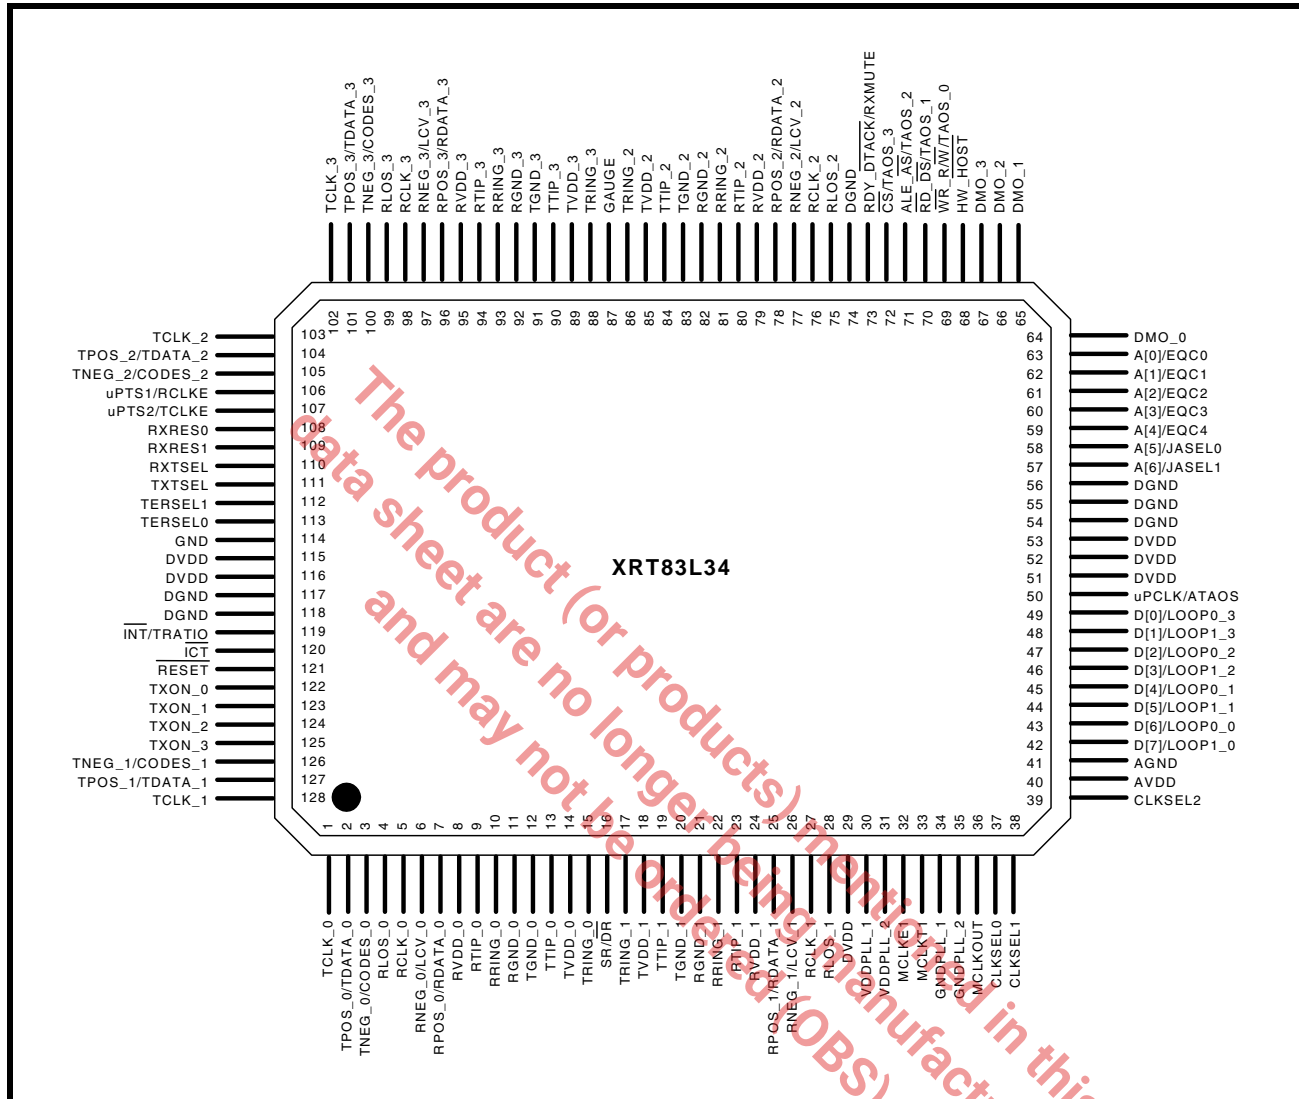 TCLK_3
TPOS_3/TDATA_3
TNEG_3/CODES_3
RLOS_3
RCLK_3
RNEG_3/LCV_3
RPOS_3/RDATA_3
RVDD_3
RTIP_3
RRING_3
RGND_3
TGND_3
TTIP_3
TVDD_3
TRING_3
GAUGE
TRING_2
TVDD_2
TTIP_2
TGND_2
RGND_2
RRING_2
RTIP_2
RVDD_2
RPOS_2/RDATA_2
RNEG_2/LCV_2
RCLK_2
RLOS_2
DGND
RDY_DTACK/RXMUTE
CS/TAOS_3
ALE_AS/TAOS_2
RD_DS/TAOS_1
WR_R/W/TAOS_0
HW_HOST
DMO_3
DMO_2
DMO_1
102 101 100 99 98 97 96 95 94 93 92 91 90 89 88 87 86 85 84 83 82 81 80 79 78 77 76 75 74 73 72 71 70 69 68 67 66 65
TCLK_2 103
TPOS_2/TDATA_2 104
TNEG_2/CODES_2 105
uPTS1/RCLKE 106
uPTS2/TCLKE 107
RXRES0 108
RXRES1 109
RXTSEL 110
TXTSEL 111
TERSEL1 112
TERSEL0 113
GND 114
DVDD 115
DVDD 116
DGND 117
DGND 118
INT/TRATIO 119
ICT 120
RESET 121
TXON_0 122
TXON_1 123
TXON_2 124
TXON_3 125
TNEG_1/CODES_1 126
TPOS_1/TDATA_1 127
TCLK_1 128
XRT83L34
64 DMO_0
63 A[0]/EQC0
62 A[1]/EQC1
61 A[2]/EQC2
60 A[3]/EQC3
59 A[4]/EQC4
58 A[5]/JASEL0
57 A[6]/JASEL1
56 DGND
55 DGND
54 DGND
53 DVDD
52 DVDD
51 DVDD
50 uPCLK/ATAOS
49 D[0]/LOOP0_3
48 D[1]/LOOP1_3
47 D[2]/LOOP0_2
46 D[3]/LOOP1_2
45 D[4]/LOOP0_1
44 D[5]/LOOP1_1
43 D[6]/LOOP0_0
42 D[7]/LOOP1_0
41 AGND
40 AVDD
39 CLKSEL2
1 2 3 4 5 6 7 8 9 10 11 12 13 14 15 16 17 18 19 20 21 22 23 24 25 26 27 28 29 30 31 32 33 34 35 36 37 38
TCLK_0
TPOS_0/TDATA_0
TNEG_0/CODES_0
RLOS_0
RCLK_0
RNEG_0/LCV_0
RPOS_0/RDATA_0
RVDD_0
RTIP_0
RRING_0
RGND_0
TGND_0
TTIP_0
TVDD_0
TRING_0
SR/DR
TRING_1
TVDD_1
TTIP_1
TGND_1
RGND_1
RRING_1
RTIP_1
RVDD_1
RPOS_1/RDATA_1
RNEG_1/LCV_1
RCLK_1
RLOS_1
DVDD
VDDPLL_1
VDDPLL_2
MCLKE1
MCLKT1
GNDPLL_1
GNDPLL_2
MCLKOUT
CLKSEL0
CLKSEL1
The product (or products) mentioned in this
data sheet are no longer being manufact
and may not be ordered (OBS)